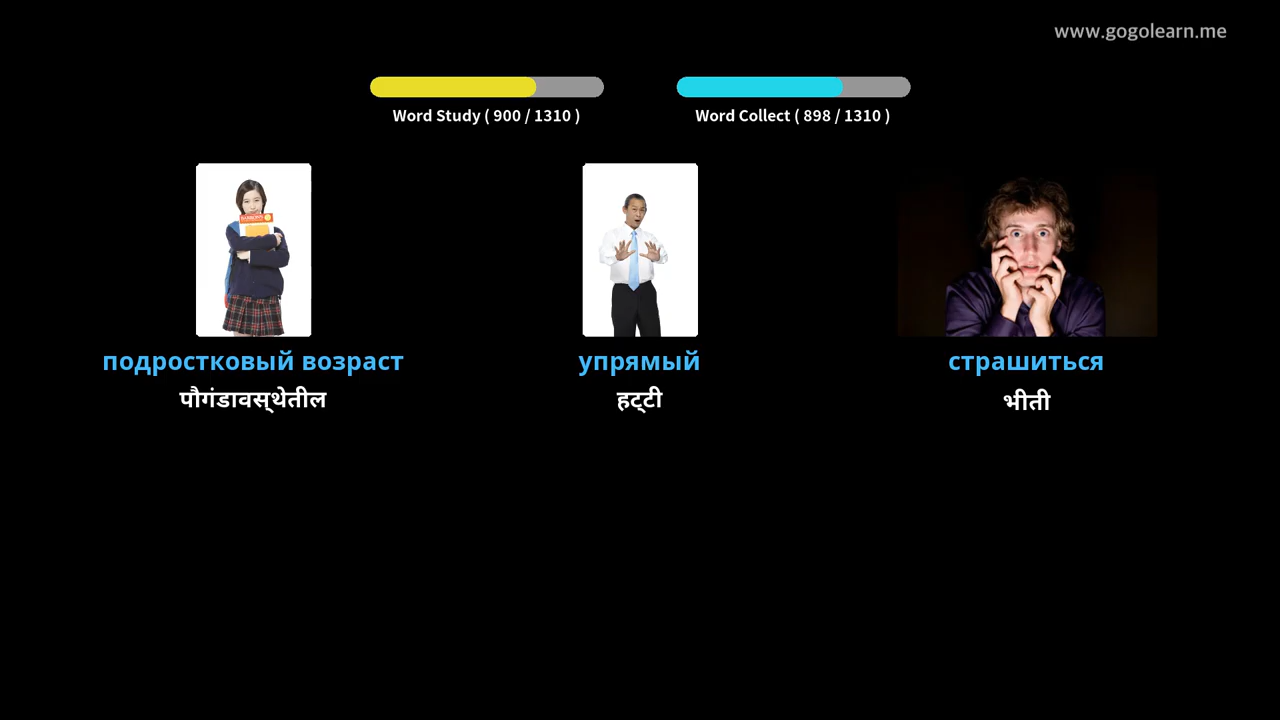 www.gogolearn.me
Word Study ( 900 / 1310 )
Word Collect ( 898 / 1310 )
подростковый возраст
पौगंडावस्थेतील
упрямый
हट्टी
страшиться
भीती